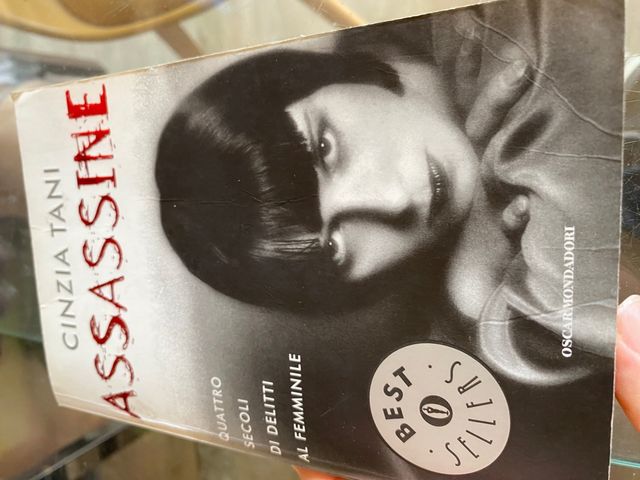 CINZIA TANI
ASSASSINE
QUATTRO
SECOLI
DI DELITTI
AL FEMMINILE
BEST
SELLERS
OSCAR MONDADORI